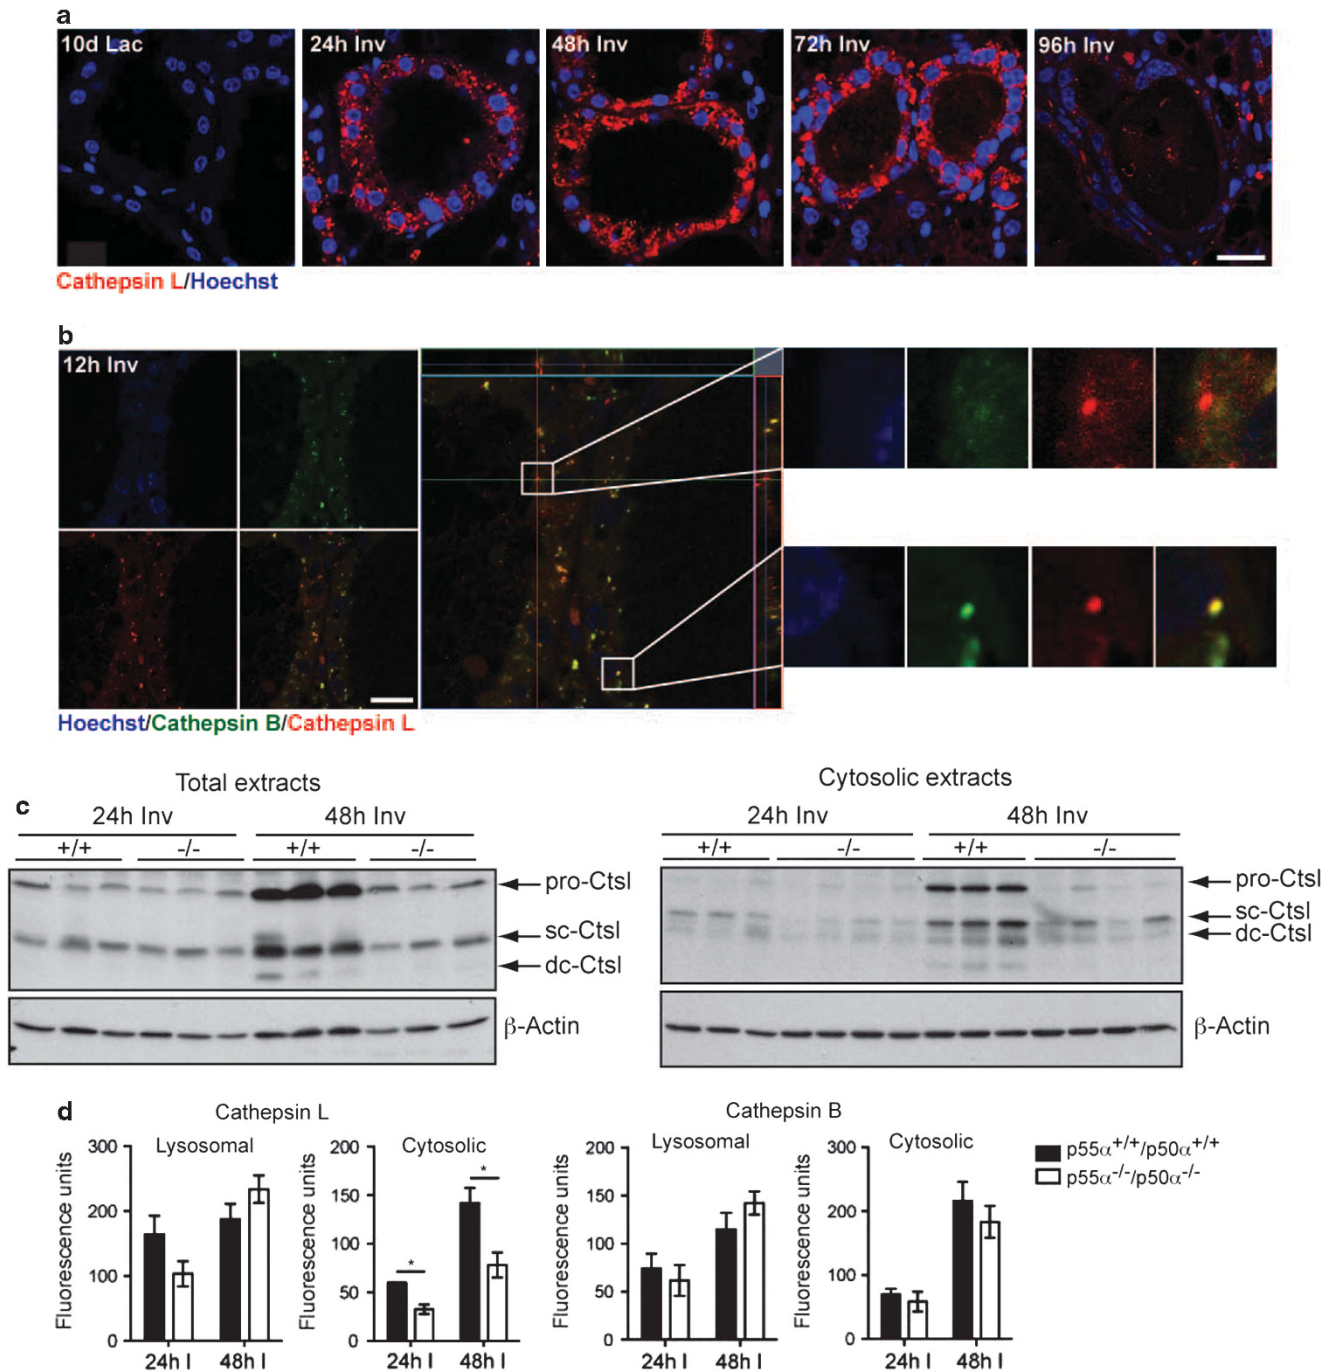 a
10d Lac
24h Inv
48h Inv
72h Inv
96h Inv
Cathepsin L/Hoechst
b
12h Inv
Hoechst/Cathepsin B/Cathepsin L
c
Total extracts
24h Inv
48h Inv
+/+
-/-
+/+
-/-
pro-Ctsl
sc-Ctsl
dc-Ctsl
β-Actin
Cytosolic extracts
24h Inv
48h Inv
+/+
-/-
+/+
-/-
pro-Ctsl
sc-Ctsl
dc-Ctsl
β-Actin
d
Cathepsin L
Lysosomal
Fluorescence units
300
200
100
0
24h I
48h I
Cytosolic
Fluorescence units
200
150
100
50
0
*
*
24h I
48h I
Cathepsin B
Lysosomal
Fluorescence units
200
150
100
50
0
24h I
48h I
Cytosolic
Fluorescence units
300
200
100
0
24h I
48h I
p55α+/+/p50α+/+
p55α-/-/p50α-/-